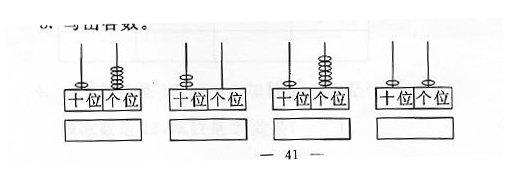 写出各数。
十位 个位 十位 个位 十位 个位 十位 个位
— 41 —